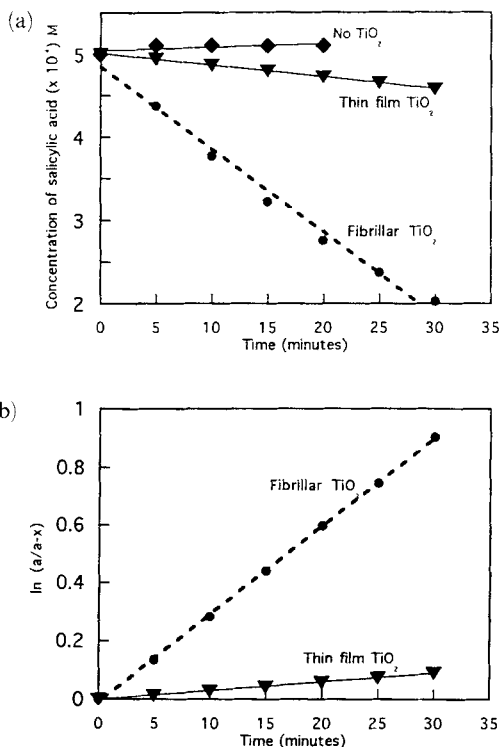 (a)
Concentration of salicylic acid (x 10⁴) M
5
4
3
2
No TiO₂
Thin film TiO₂
Fibrillar TiO₂
0 5 10 15 20 25 30 35
Time (minutes)
b)
ln (a/a-x)
1
0.8
0.6
0.4
0.2
0
Fibrillar TiO₂
Thin film TiO₂
0 5 10 15 20 25 30 35
Time (minutes)